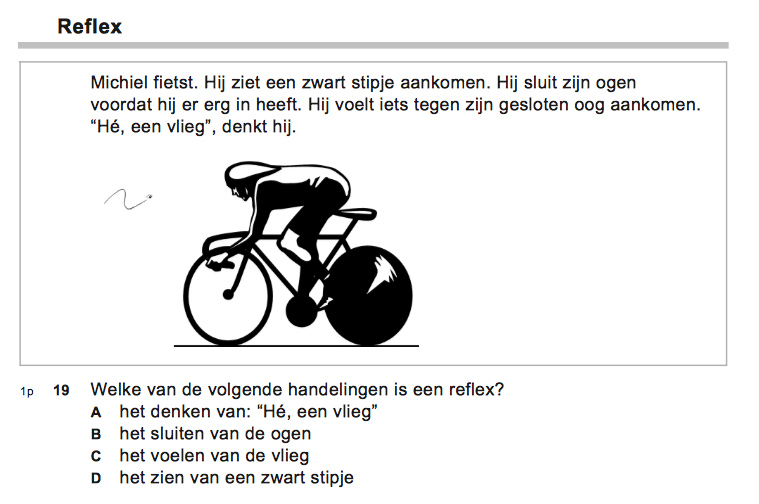 Reflex
Michiel fietst. Hij ziet een zwart stipje aankomen. Hij sluit zijn ogen
voordat hij er erg in heeft. Hij voelt iets tegen zijn gesloten oog aankomen.
“Hé, een vlieg”, denkt hij.
1p 19 Welke van de volgende handelingen is een reflex?
A het denken van: “Hé, een vlieg”
B het sluiten van de ogen
C het voelen van de vlieg
D het zien van een zwart stipje